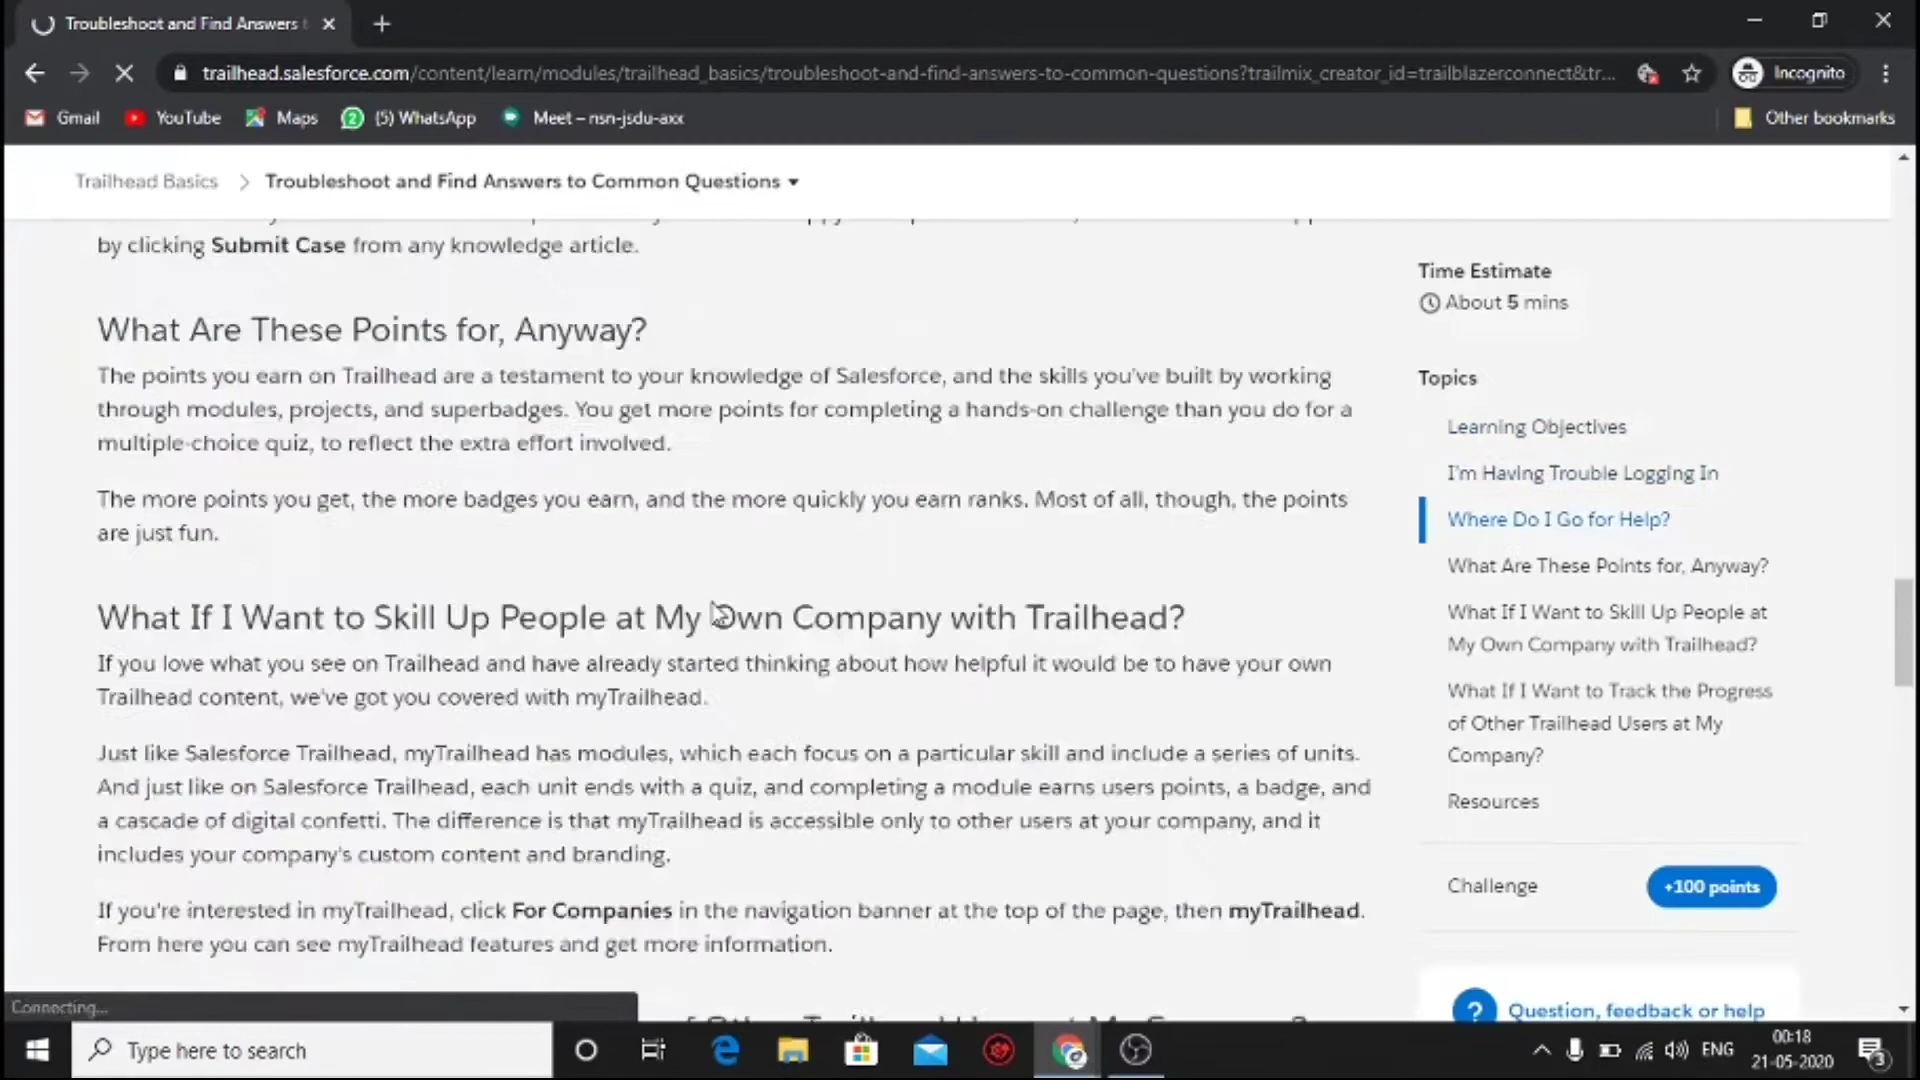 Troubleshoot and Find Answers
trailhead.salesforce.com/content/learn/modules/trailhead_basics/troubleshoot-and-find-answers-to-common-questions?trailmix_creator_id=trailblazerconnect&tr...
Incognito
Gmail
YouTube
Maps
(5) WhatsApp
Meet – nsn-jsdu-axx
Other bookmarks
Trailhead Basics
Troubleshoot and Find Answers to Common Questions
by clicking Submit Case from any knowledge article.
What Are These Points for, Anyway?
The points you earn on Trailhead are a testament to your knowledge of Salesforce, and the skills you've built by working
through modules, projects, and superbadges. You get more points for completing a hands-on challenge than you do for a
multiple-choice quiz, to reflect the extra effort involved.
The more points you get, the more badges you earn, and the more quickly you earn ranks. Most of all, though, the points
are just fun.
What If I Want to Skill Up People at My Own Company with Trailhead?
If you love what you see on Trailhead and have already started thinking about how helpful it would be to have your own
Trailhead content, we've got you covered with myTrailhead.
Just like Salesforce Trailhead, myTrailhead has modules, which each focus on a particular skill and include a series of units.
And just like on Salesforce Trailhead, each unit ends with a quiz, and completing a module earns users points, a badge, and
a cascade of digital confetti. The difference is that myTrailhead is accessible only to other users at your company, and it
includes your company's custom content and branding.
If you're interested in myTrailhead, click For Companies in the navigation banner at the top of the page, then myTrailhead.
From here you can see myTrailhead features and get more information.
Time Estimate
About 5 mins
Topics
Learning Objectives
I'm Having Trouble Logging In
Where Do I Go for Help?
What Are These Points for, Anyway?
What If I Want to Skill Up People at
My Own Company with Trailhead?
What If I Want to Track the Progress
of Other Trailhead Users at My
Company?
Resources
Challenge
+100 points
? Question, feedback or help
Connecting...
Type here to search
ENG
00:18
21-05-2020
3